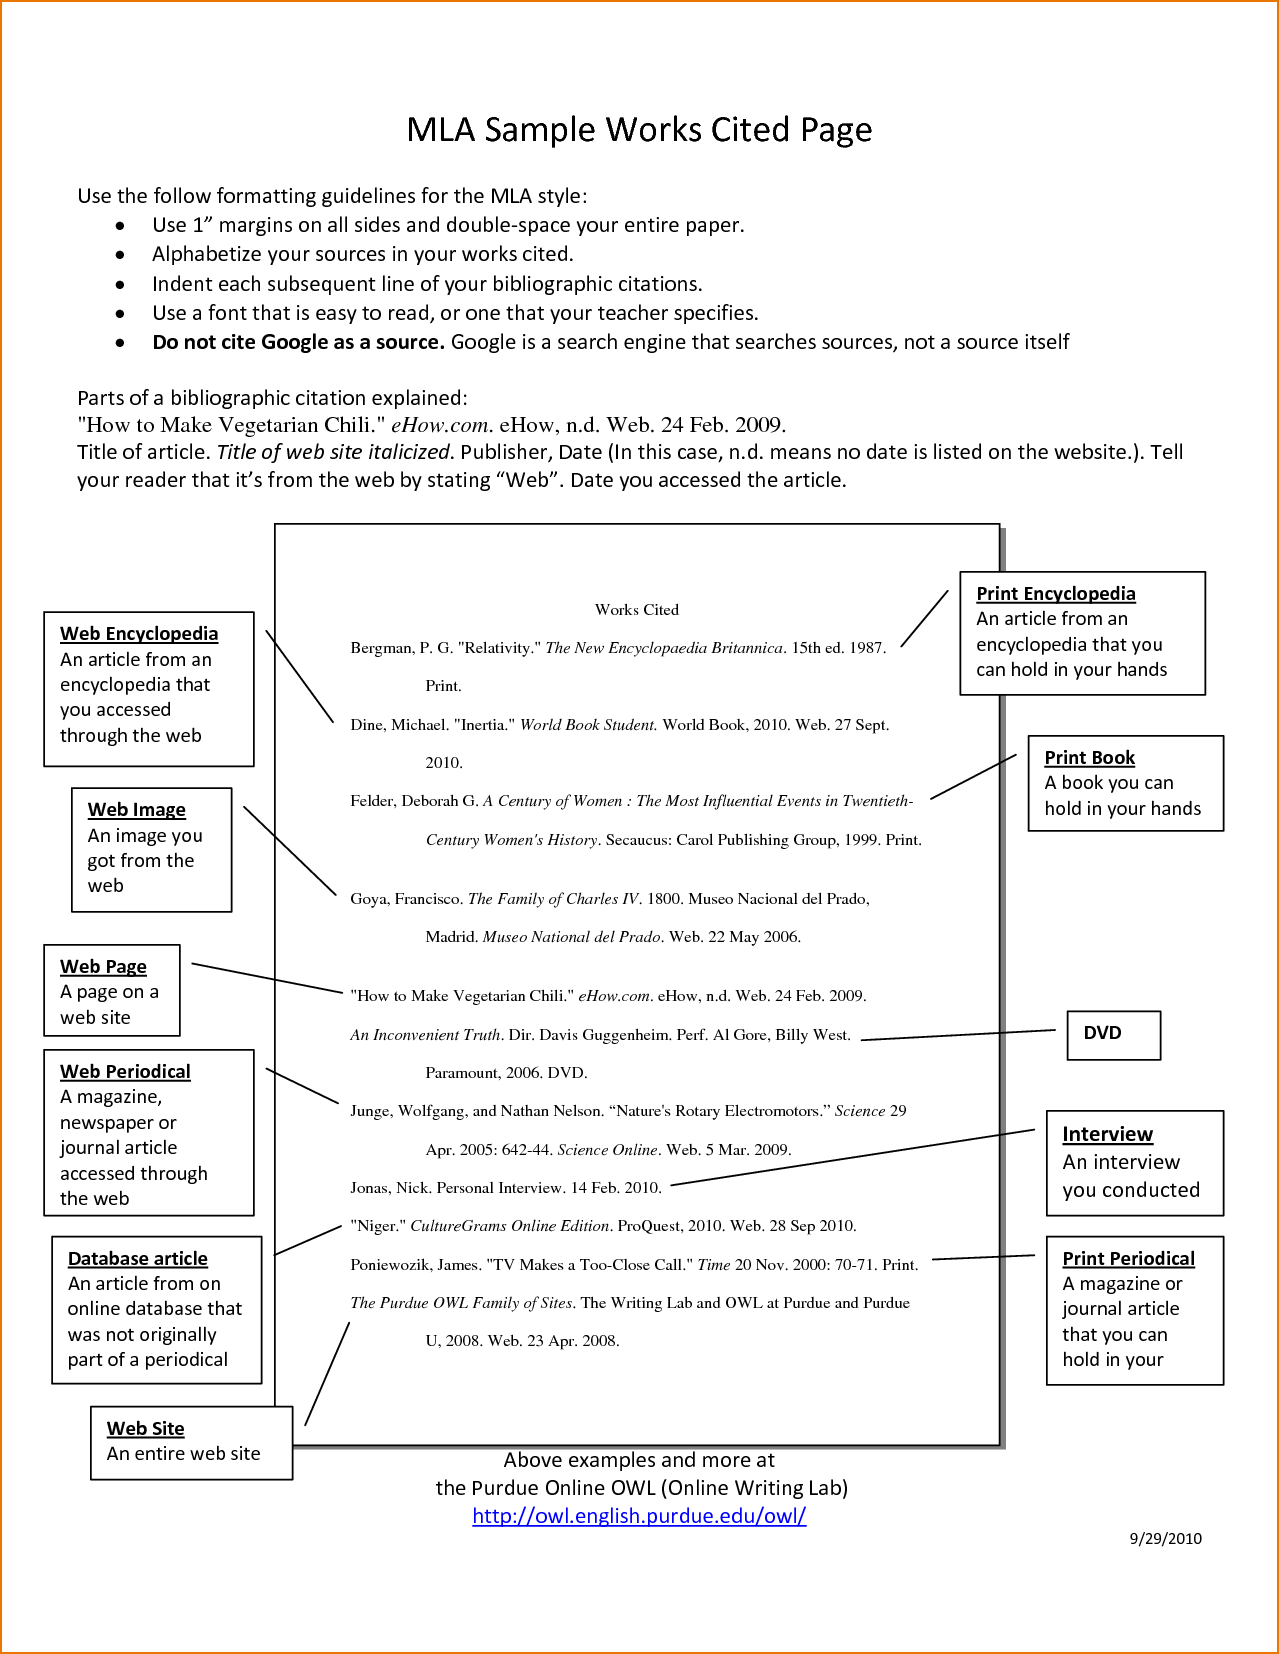 MLA Sample Works Cited Page
Use the follow formatting guidelines for the MLA style:
• Use 1” margins on all sides and double-space your entire paper.
• Alphabetize your sources in your works cited.
• Indent each subsequent line of your bibliographic citations.
• Use a font that is easy to read, or one that your teacher specifies.
• Do not cite Google as a source. Google is a search engine that searches sources, not a source itself
Parts of a bibliographic citation explained:
"How to Make Vegetarian Chili." eHow.com. eHow, n.d. Web. 24 Feb. 2009.
Title of article. Title of web site italicized. Publisher, Date (In this case, n.d. means no date is listed on the website.). Tell
your reader that it’s from the web by stating “Web”. Date you accessed the article.
Works Cited
Bergman, P. G. "Relativity." The New Encyclopaedia Britannica. 15th ed. 1987.
Print.
Dine, Michael. "Inertia." World Book Student. World Book, 2010. Web. 27 Sept.
2010.
Felder, Deborah G. A Century of Women : The Most Influential Events in Twentieth-
Century Women's History. Secaucus: Carol Publishing Group, 1999. Print.
Goya, Francisco. The Family of Charles IV. 1800. Museo Nacional del Prado,
Madrid. Museo National del Prado. Web. 22 May 2006.
"How to Make Vegetarian Chili." eHow.com. eHow, n.d. Web. 24 Feb. 2009.
An Inconvenient Truth. Dir. Davis Guggenheim. Perf. Al Gore, Billy West.
Paramount, 2006. DVD.
Junge, Wolfgang, and Nathan Nelson. “Nature's Rotary Electromotors.” Science 29
Apr. 2005: 642-44. Science Online. Web. 5 Mar. 2009.
Jonas, Nick. Personal Interview. 14 Feb. 2010.
"Niger." CultureGrams Online Edition. ProQuest, 2010. Web. 28 Sep 2010.
Poniewozik, James. "TV Makes a Too-Close Call." Time 20 Nov. 2000: 70-71. Print.
The Purdue OWL Family of Sites. The Writing Lab and OWL at Purdue and Purdue
U, 2008. Web. 23 Apr. 2008.
Web Encyclopedia
An article from an
encyclopedia that
you accessed
through the web
Web Image
An image you
got from the
web
Web Page
A page on a
web site
Web Periodical
A magazine,
newspaper or
journal article
accessed through
the web
Database article
An article from on
online database that
was not originally
part of a periodical
Web Site
An entire web site
Print Encyclopedia
An article from an
encyclopedia that you
can hold in your hands
Print Book
A book you can
hold in your hands
DVD
Interview
An interview
you conducted
Print Periodical
A magazine or
journal article
that you can
hold in your
Above examples and more at
the Purdue Online OWL (Online Writing Lab)
http://owl.english.purdue.edu/owl/
9/29/2010